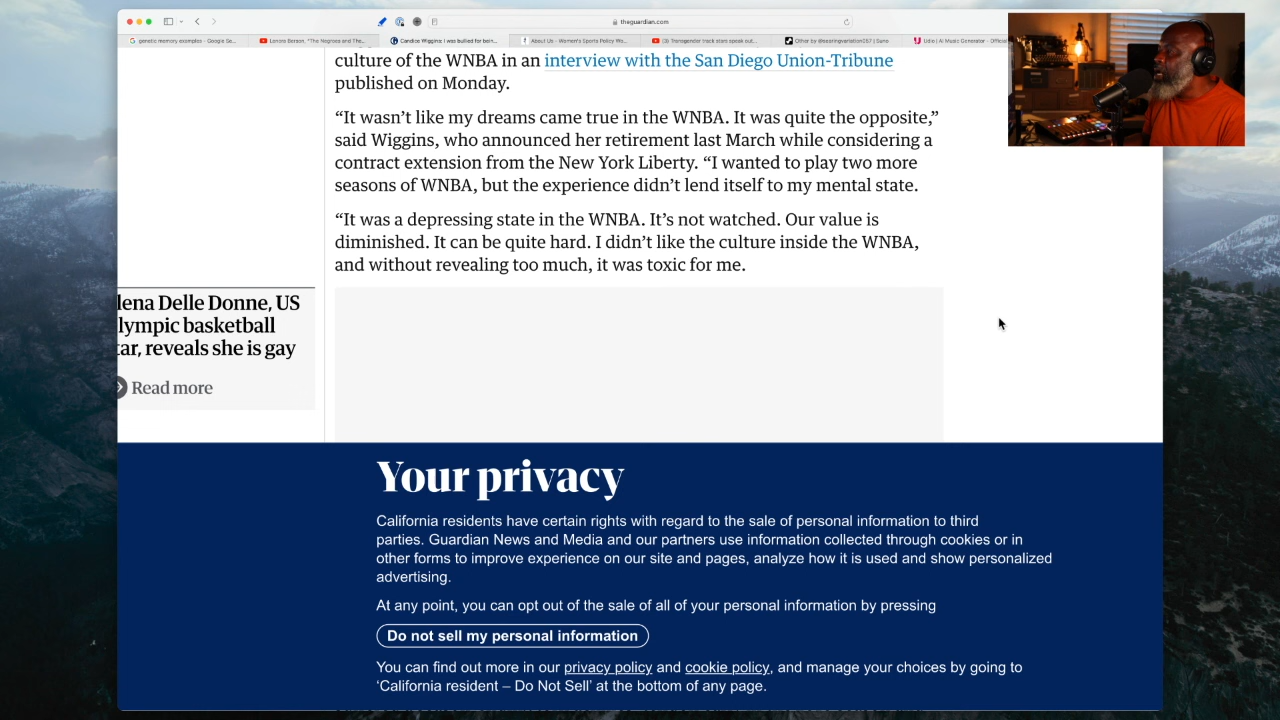 theguardian.com
genetic memory examples - Google Se...
Lenore Benson, "The Negroes and The...
Candice Wiggins: I was bullied for bein...
About Us - Women's Sports Policy Wo...
(3) Transgender track stars speak out...
Other by @soaringvariation057 | Suno
Udio | AI Music Generator - Official
culture of the WNBA in an interview with the San Diego Union-Tribune
published on Monday.
“It wasn’t like my dreams came true in the WNBA. It was quite the opposite,”
said Wiggins, who announced her retirement last March while considering a
contract extension from the New York Liberty. “I wanted to play two more
seasons of WNBA, but the experience didn’t lend itself to my mental state.
“It was a depressing state in the WNBA. It’s not watched. Our value is
diminished. It can be quite hard. I didn’t like the culture inside the WNBA,
and without revealing too much, it was toxic for me.
lena Delle Donne, US
lympic basketball
tar, reveals she is gay
Read more
Your privacy
California residents have certain rights with regard to the sale of personal information to third
parties. Guardian News and Media and our partners use information collected through cookies or in
other forms to improve experience on our site and pages, analyze how it is used and show personalized
advertising.
At any point, you can opt out of the sale of all of your personal information by pressing
Do not sell my personal information
You can find out more in our privacy policy and cookie policy, and manage your choices by going to
‘California resident – Do Not Sell’ at the bottom of any page.